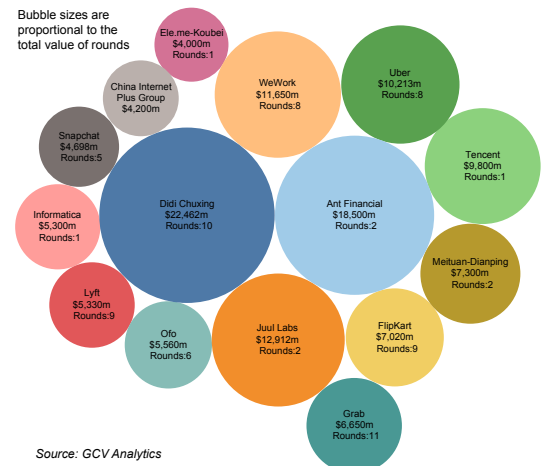 Bubble sizes are
proportional to the
total value of rounds
Ele.me-Koubei
$4,000m
Rounds:1
China Internet
Plus Group
$4,200m
WeWork
$11,650m
Rounds:8
Uber
$10,213m
Rounds:8
Snapchat
$4,698m
Rounds:5
Tencent
$9,800m
Rounds:1
Didi Chuxing
$22,462m
Rounds:10
Ant Financial
$18,500m
Rounds:2
Informatica
$5,300m
Rounds:1
Meituan-Dianping
$7,300m
Rounds:2
Lyft
$5,330m
Rounds:9
Ofo
$5,560m
Rounds:6
Juul Labs
$12,912m
Rounds:2
FlipKart
$7,020m
Rounds:9
Grab
$6,650m
Rounds:11
Source: GCV Analytics